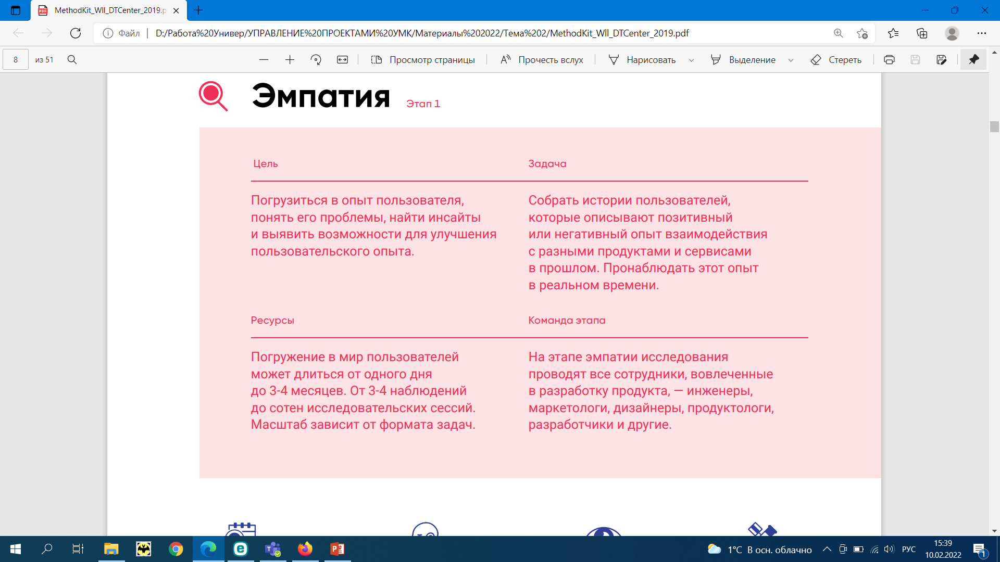 MethodKit_Wll_DTCenter_2019.p
Файл
D:/Работа%20Универ/УПРАВЛЕНИЕ%20ПРОЕКТАМИ%20УМК/Материалы%202022/Тема%202/MethodKit_Wll_DTCenter_2019.pdf
8 из 51
Просмотр страницы
Прочесть вслух
Нарисовать
Выделение
Стереть
Эмпатия Этап 1
Цель
Погрузиться в опыт пользователя,
понять его проблемы, найти инсайты
и выявить возможности для улучшения
пользовательского опыта.
Задача
Собрать истории пользователей,
которые описывают позитивный
или негативный опыт взаимодействия
с разными продуктами и сервисами
в прошлом. Пронаблюдать этот опыт
в реальном времени.
Ресурсы
Погружение в мир пользователей
может длиться от одного дня
до 3-4 месяцев. От 3-4 наблюдений
до сотен исследовательских сессий.
Масштаб зависит от формата задач.
Команда этапа
На этапе эмпатии исследования
проводят все сотрудники, вовлеченные
в разработку продукта, — инженеры,
маркетологи, дизайнеры, продуктологи,
разработчики и другие.
1°C В осн. облачно
РУС
15:39
10.02.2022
1